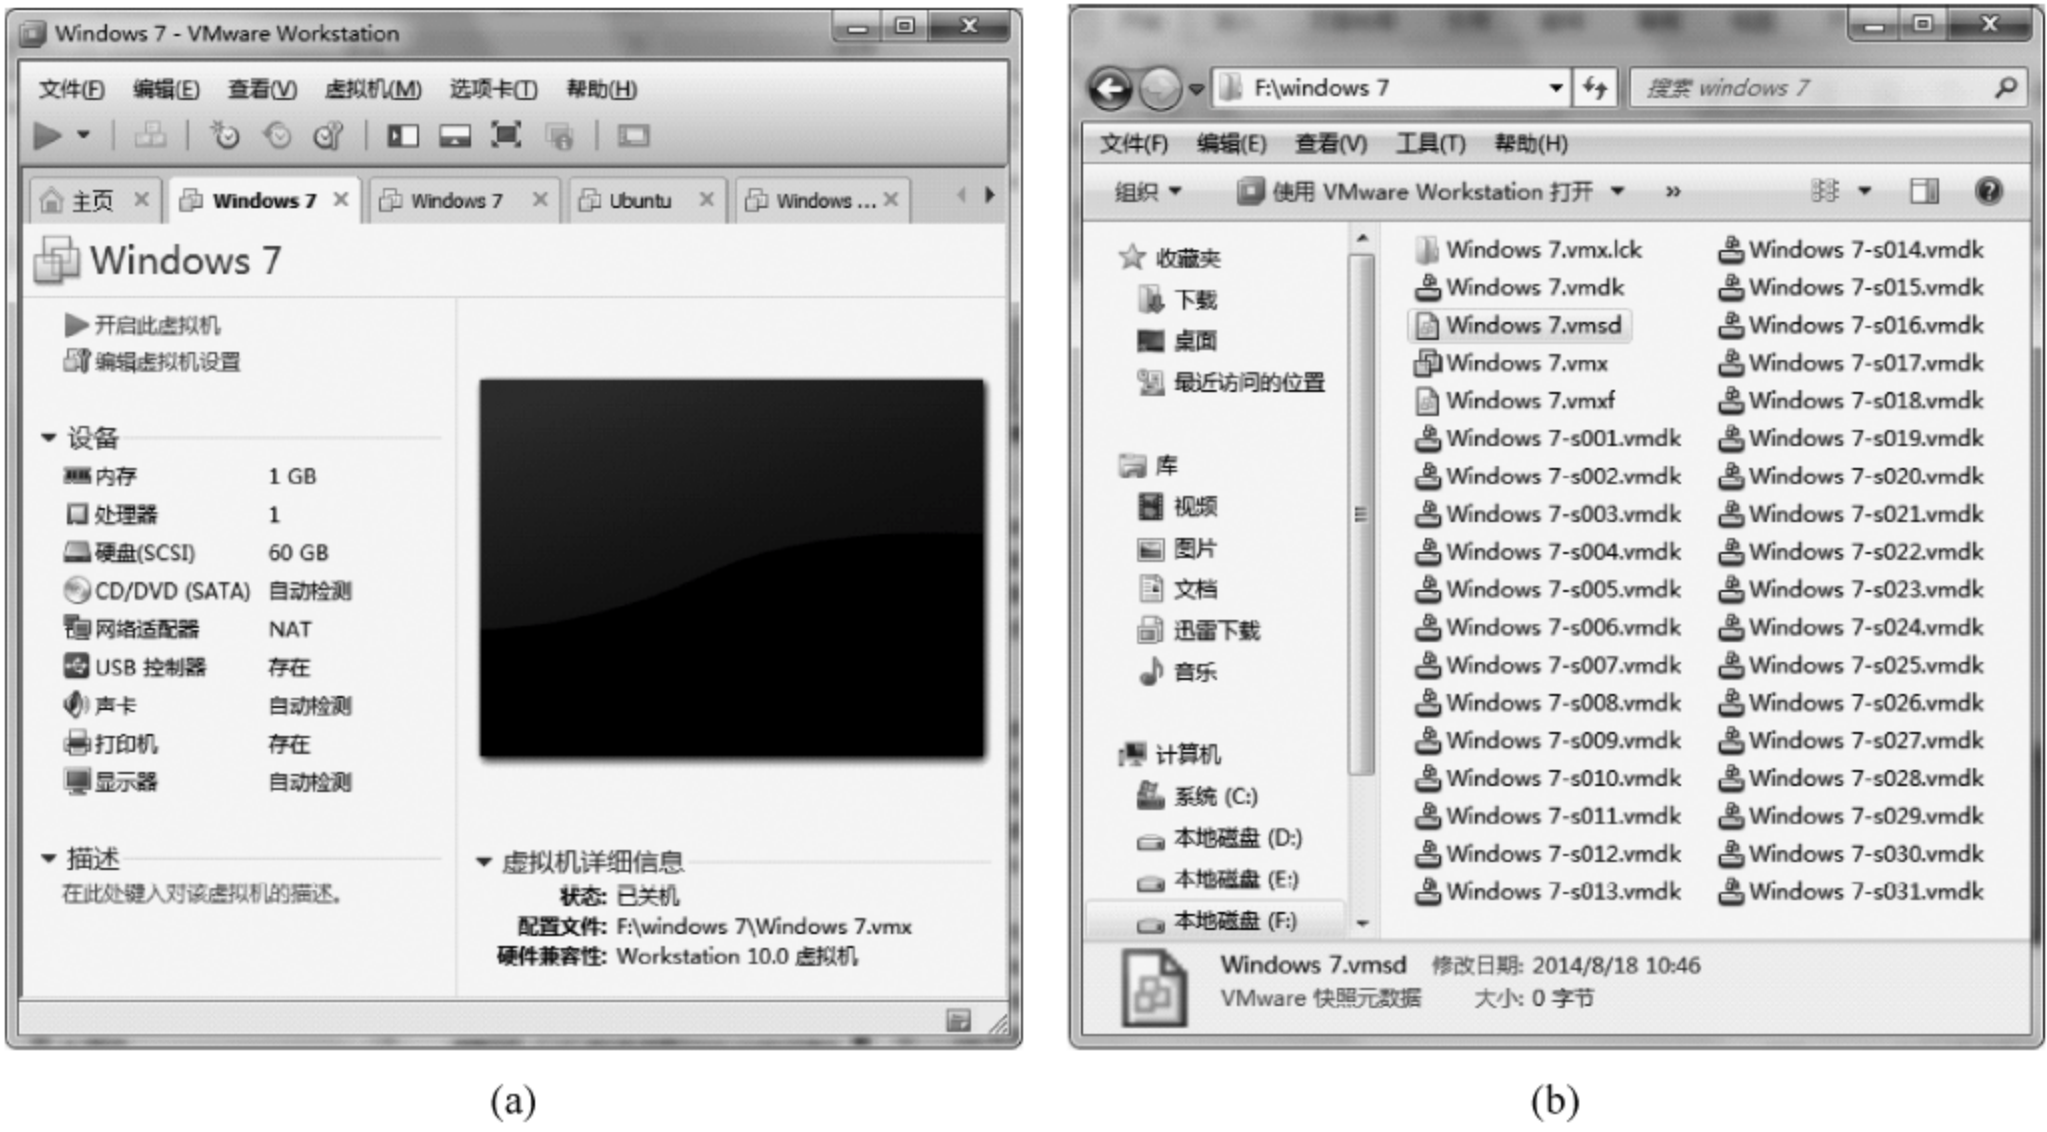 Windows 7 - VMware Workstation
文件(F) 编辑(E) 查看(V) 虚拟机(M) 选项卡(T) 帮助(H)
主页 Windows 7 Windows 7 Ubuntu Windows ...
Windows 7
开启此虚拟机
编辑虚拟机设置
设备
内存 1 GB
处理器 1
硬盘(SCSI) 60 GB
CD/DVD (SATA) 自动检测
网络适配器 NAT
USB 控制器 存在
声卡 自动检测
打印机 存在
显示器 自动检测
描述
在此处键入对该虚拟机的描述。
虚拟机详细信息
状态: 已关机
配置文件: F:\windows 7\Windows 7.vmx
硬件兼容性: Workstation 10.0 虚拟机
(a)
F:\windows 7
搜索 windows 7
文件(F) 编辑(E) 查看(V) 工具(T) 帮助(H)
组织 使用 VMware Workstation 打开 »
收藏夹
下载
桌面
最近访问的位置
库
视频
图片
文档
迅雷下载
音乐
计算机
系统 (C:)
本地磁盘 (D:)
本地磁盘 (E:)
本地磁盘 (F:)
Windows 7.vmx.lck
Windows 7.vmdk
Windows 7.vmsd
Windows 7.vmx
Windows 7.vmxf
Windows 7-s001.vmdk
Windows 7-s002.vmdk
Windows 7-s003.vmdk
Windows 7-s004.vmdk
Windows 7-s005.vmdk
Windows 7-s006.vmdk
Windows 7-s007.vmdk
Windows 7-s008.vmdk
Windows 7-s009.vmdk
Windows 7-s010.vmdk
Windows 7-s011.vmdk
Windows 7-s012.vmdk
Windows 7-s013.vmdk
Windows 7-s014.vmdk
Windows 7-s015.vmdk
Windows 7-s016.vmdk
Windows 7-s017.vmdk
Windows 7-s018.vmdk
Windows 7-s019.vmdk
Windows 7-s020.vmdk
Windows 7-s021.vmdk
Windows 7-s022.vmdk
Windows 7-s023.vmdk
Windows 7-s024.vmdk
Windows 7-s025.vmdk
Windows 7-s026.vmdk
Windows 7-s027.vmdk
Windows 7-s028.vmdk
Windows 7-s029.vmdk
Windows 7-s030.vmdk
Windows 7-s031.vmdk
Windows 7.vmsd 修改日期: 2014/8/18 10:46
VMware 快照元数据 大小: 0 字节
(b)